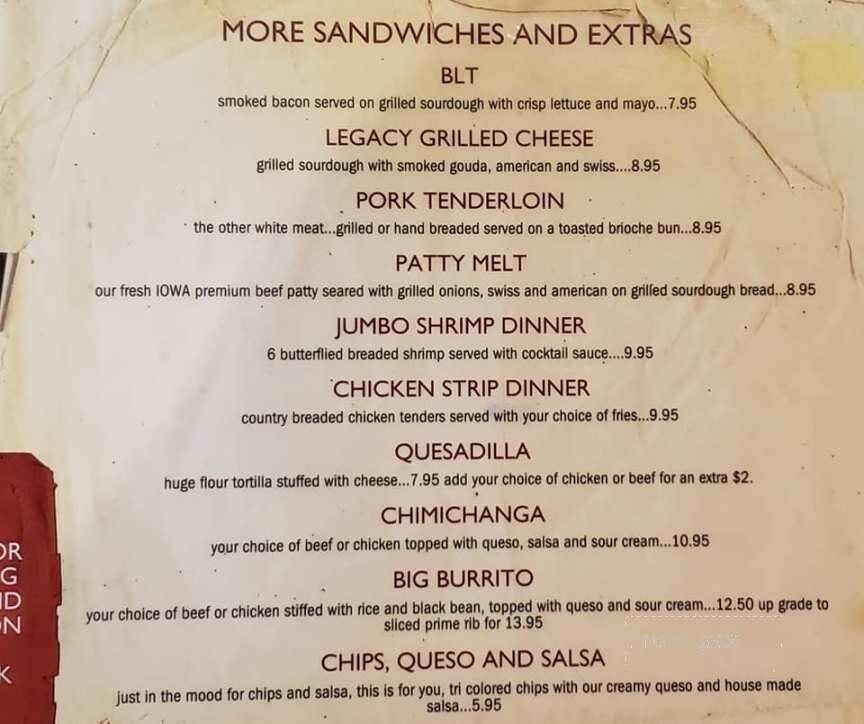 MORE SANDWICHES AND EXTRAS
BLT
smoked bacon served on grilled sourdough with crisp lettuce and mayo...7.95
LEGACY GRILLED CHEESE
grilled sourdough with smoked gouda, american and swiss....8.95
PORK TENDERLOIN
the other white meat...grilled or hand breaded served on a toasted brioche bun...8.95
PATTY MELT
our fresh IOWA premium beef patty seared with grilled onions, swiss and american on grilled sourdough bread...8.95
JUMBO SHRIMP DINNER
6 butterflied breaded shrimp served with cocktail sauce....9.95
CHICKEN STRIP DINNER
country breaded chicken tenders served with your choice of fries...9.95
QUESADILLA
huge flour tortilla stuffed with cheese...7.95 add your choice of chicken or beef for an extra $2.
CHIMICHANGA
your choice of beef or chicken topped with queso, salsa and sour cream...10.95
BIG BURRITO
your choice of beef or chicken stiffed with rice and black bean, topped with queso and sour cream...12.50 up grade to
sliced prime rib for 13.95
CHIPS, QUESO AND SALSA
just in the mood for chips and salsa, this is for you, tri colored chips with our creamy queso and house made
salsa...5.95
OR
G
ND
ON
K